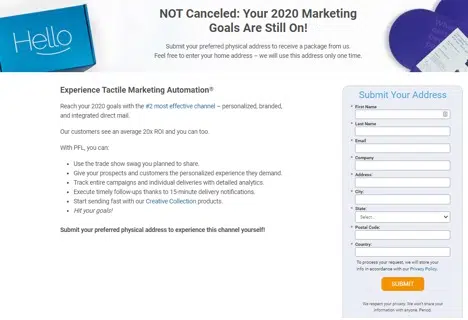 Hello
NOT Canceled: Your 2020 Marketing
Goals Are Still On!
Submit your preferred physical address to receive a package from us.
Feel free to enter your home address – we will use this address only one time.
Experience Tactile Marketing Automation®
Reach your 2020 goals with the #2 most effective channel – personalized, branded,
and integrated direct mail.
Our customers see an average 20x ROI and you can too.
With PFL, you can:
• Use the trade show swag you planned to share.
• Give your prospects and customers the personalized experience they demand.
• Track entire campaigns and individual deliveries with detailed analytics.
• Execute timely follow-ups thanks to 15-minute delivery notifications.
• Start sending fast with our Creative Collection products.
• Hit your goals!
Submit your preferred physical address to experience this channel yourself!
Submit Your Address
* First Name
* Last Name
* Email
* Company
* Address:
* City:
* State:
Select...
* Postal Code:
* Country:
To process your request, we will store your
info in accordance with our Privacy Policy.
SUBMIT
We respect your privacy. We don't share your
information with anyone. Period.